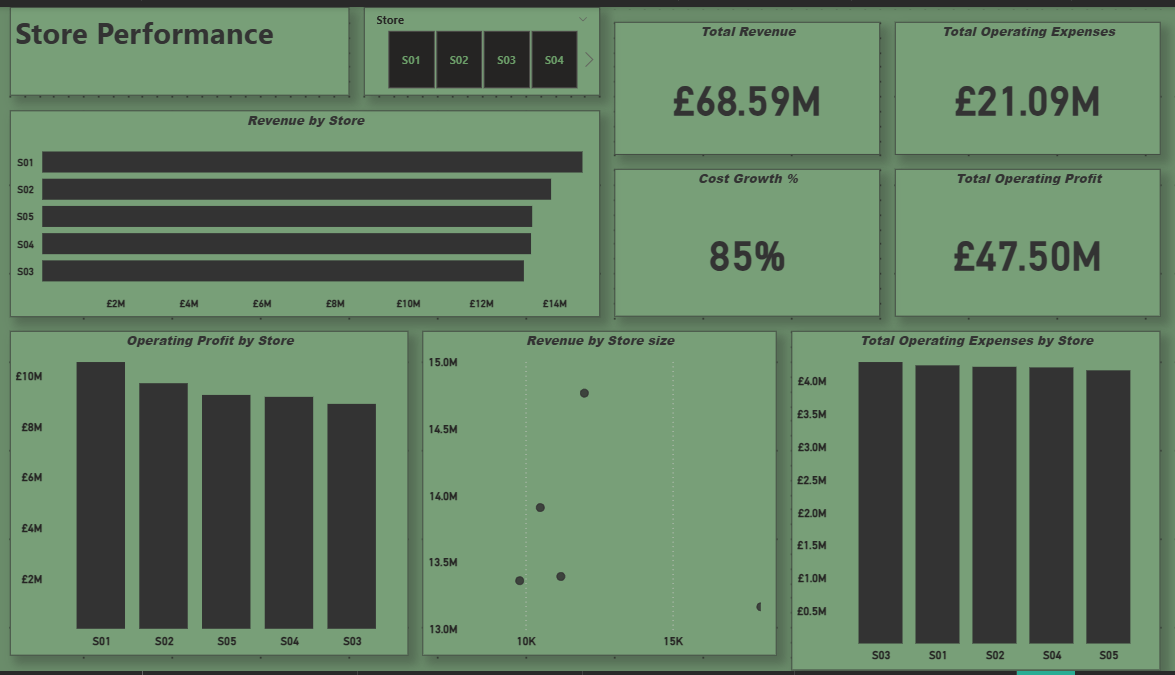 Store Performance
Store
S01 S02 S03 S04
Total Revenue
£68.59M
Total Operating Expenses
£21.09M
Revenue by Store
S01
S02
S05
S04
S03
£2M £4M £6M £8M £10M £12M £14M
Cost Growth %
85%
Total Operating Profit
£47.50M
Operating Profit by Store
£10M
£8M
£6M
£4M
£2M
S01 S02 S05 S04 S03
Revenue by Store size
15.0M
14.5M
14.0M
13.5M
13.0M
10K 15K
Total Operating Expenses by Store
£4.0M
£3.5M
£3.0M
£2.5M
£2.0M
£1.5M
£1.0M
£0.5M
S03 S01 S02 S04 S05